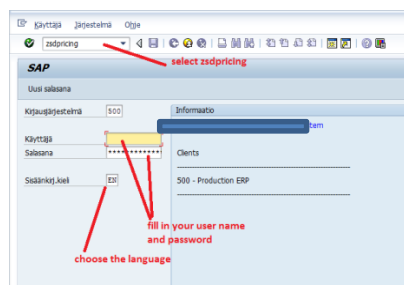 Käyttäjä Järjestelmä Ohje
zsdpricing
select zsdpricing
SAP
Uusi salasana
Kirjausjärjestelmä 500
Informaatio
tem
Käyttäjä
Salasana ************
Clients
Sisäänkirj.kieli EN
500 - Production ERP
fill in your user name
and password
choose the language